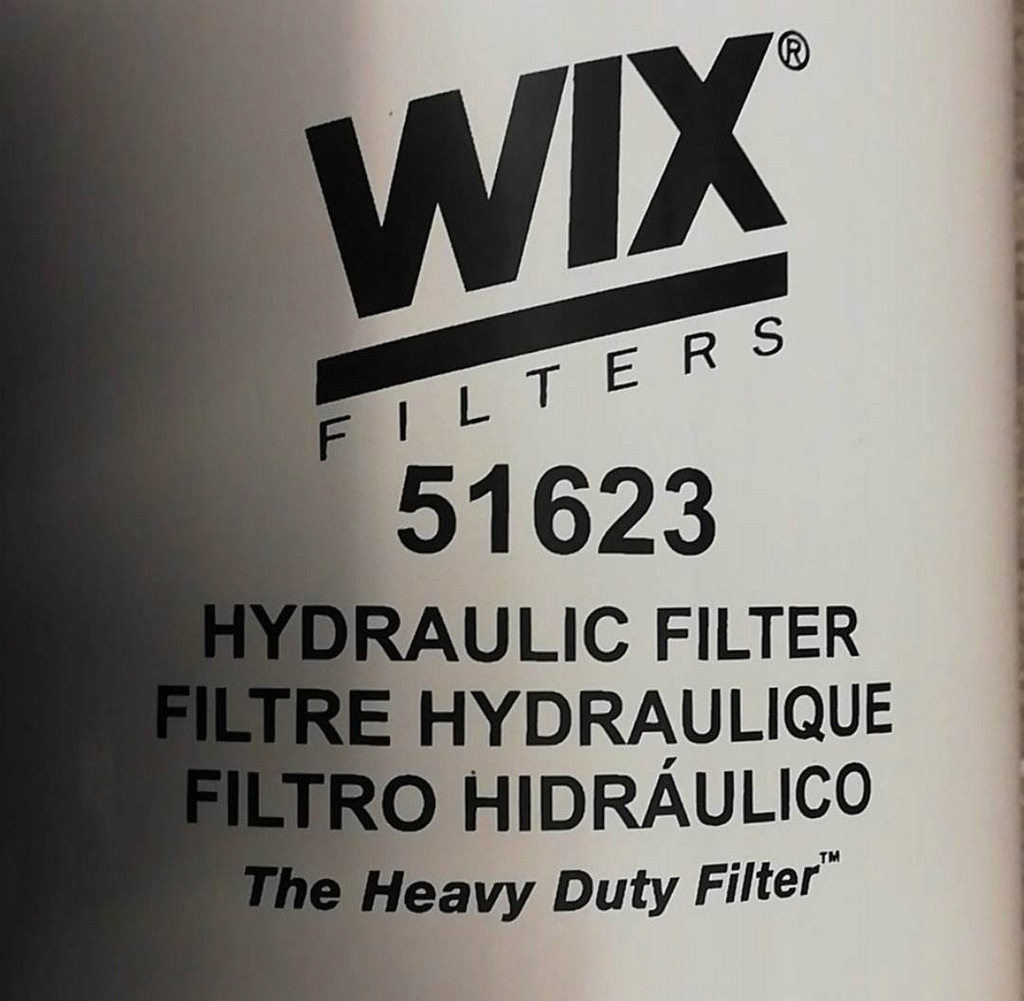 WIX®
FILTERS
51623
HYDRAULIC FILTER
FILTRE HYDRAULIQUE
FILTRO HIDRÁULICO
The Heavy Duty Filter™